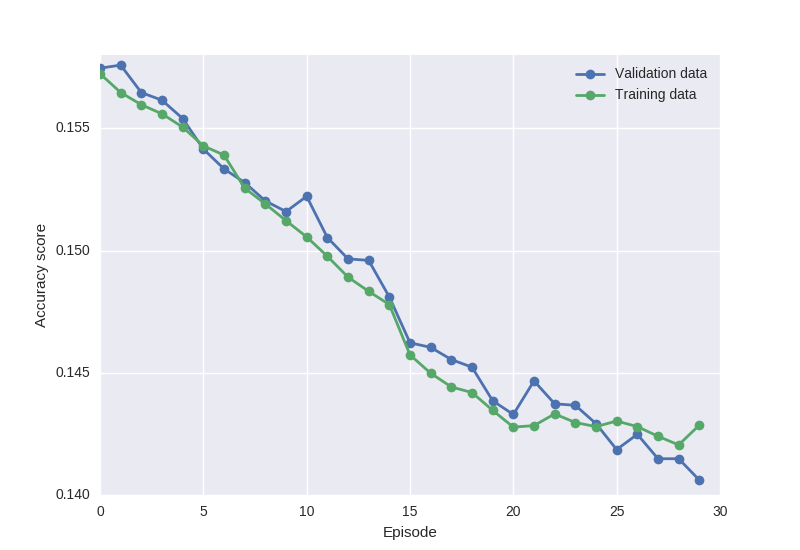 Validation data
Training data
0.155
0.150
0.145
0.140
Accuracy score
0 5 10 15 20 25 30
Episode